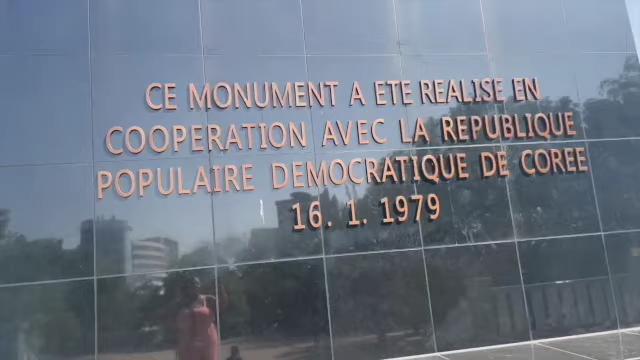 CE MONUMENT A ETE REALISE EN
COOPERATION AVEC LA REPUBLIQUE
POPULAIRE DEMOCRATIQUE DE COREE
16. 1. 1979